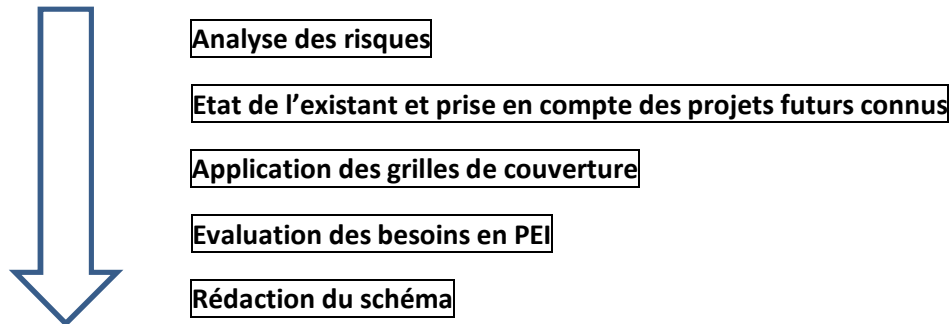 Analyse des risques
Etat de l’existant et prise en compte des projets futurs connus
Application des grilles de couverture
Evaluation des besoins en PEI
Rédaction du schéma